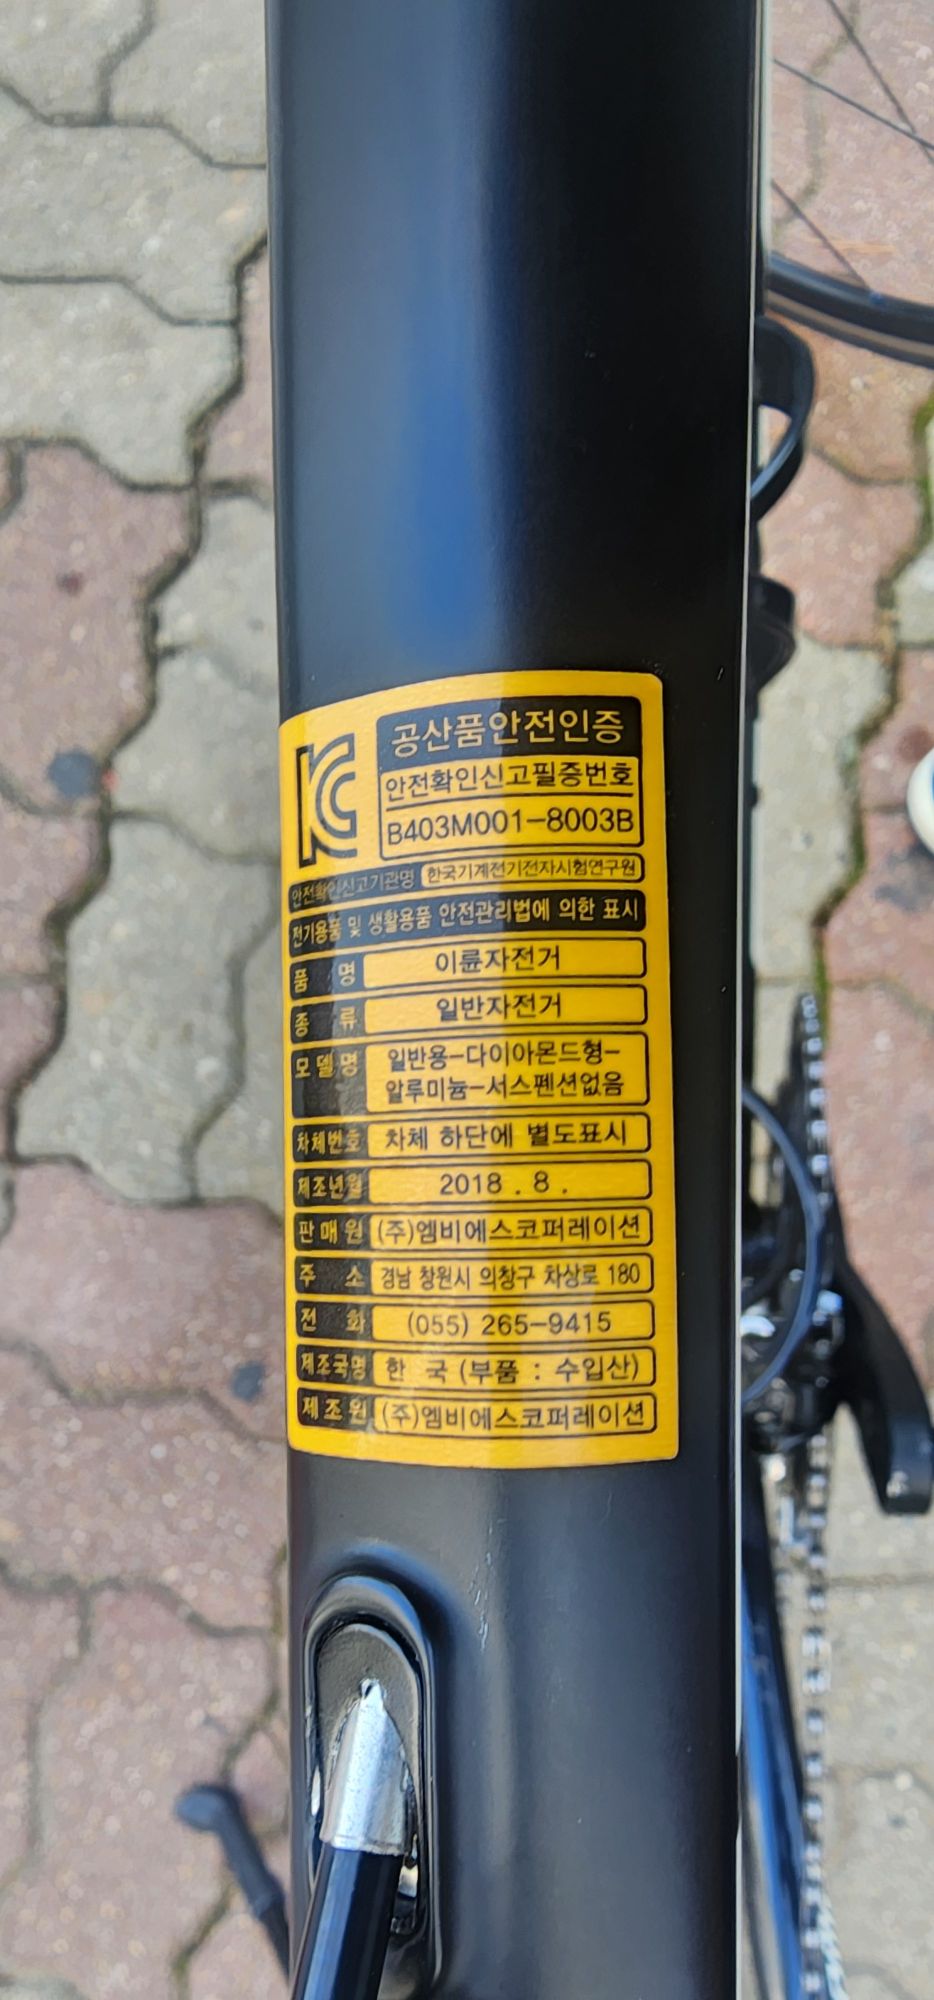 KC
공산품안전인증
안전확인신고필증번호
B403M001-8003B
안전확인신고기관명 한국기계전기전자시험연구원
전기용품 및 생활용품 안전관리법에 의한 표시
품 명 이륜자전거
종 류 일반자전거
모델명 일반용-다이아몬드형-
알루미늄-서스펜션없음
차체번호 차체 하단에 별도표시
제조년월 2018 . 8 .
판매원 (주)엠비에스코퍼레이션
주 소 경남 창원시 의창구 차상로 180
전 화 (055) 265-9415
제조국명 한 국 (부품 : 수입산)
제조원 (주)엠비에스코퍼레이션